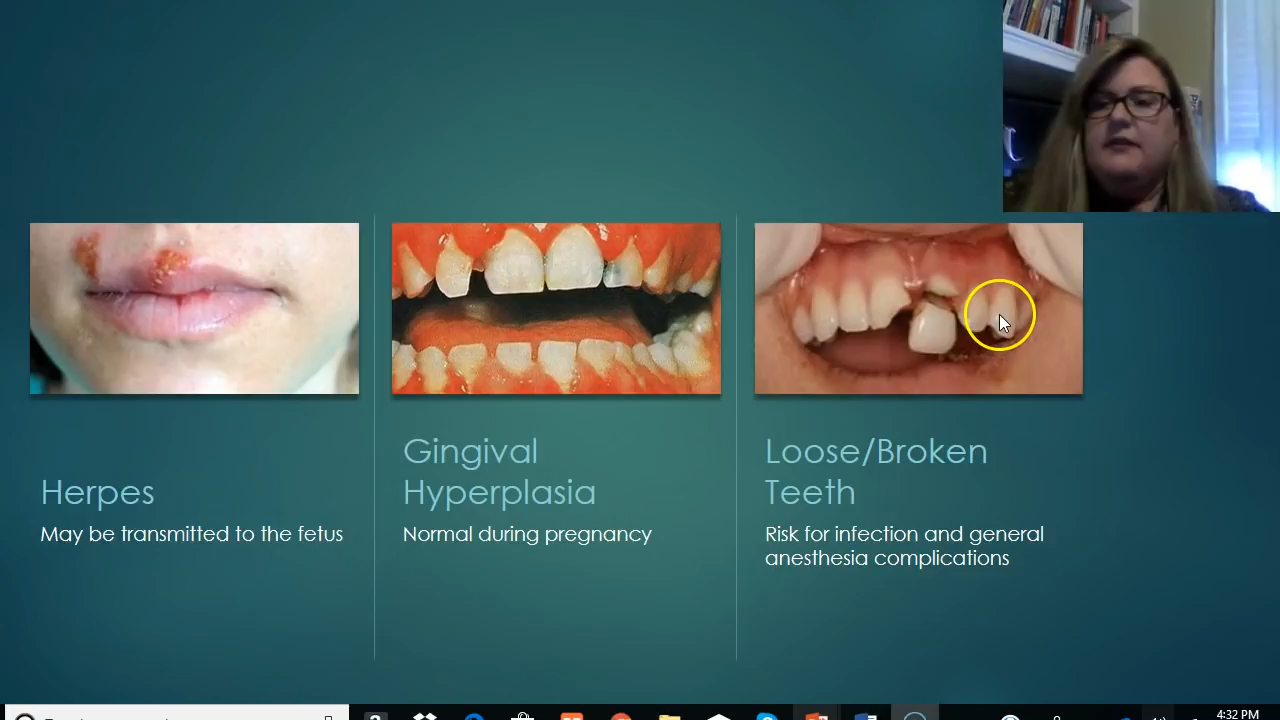 Herpes
May be transmitted to the fetus
Gingival
Hyperplasia
Normal during pregnancy
Loose/Broken
Teeth
Risk for infection and general
anesthesia complications
4:32 PM